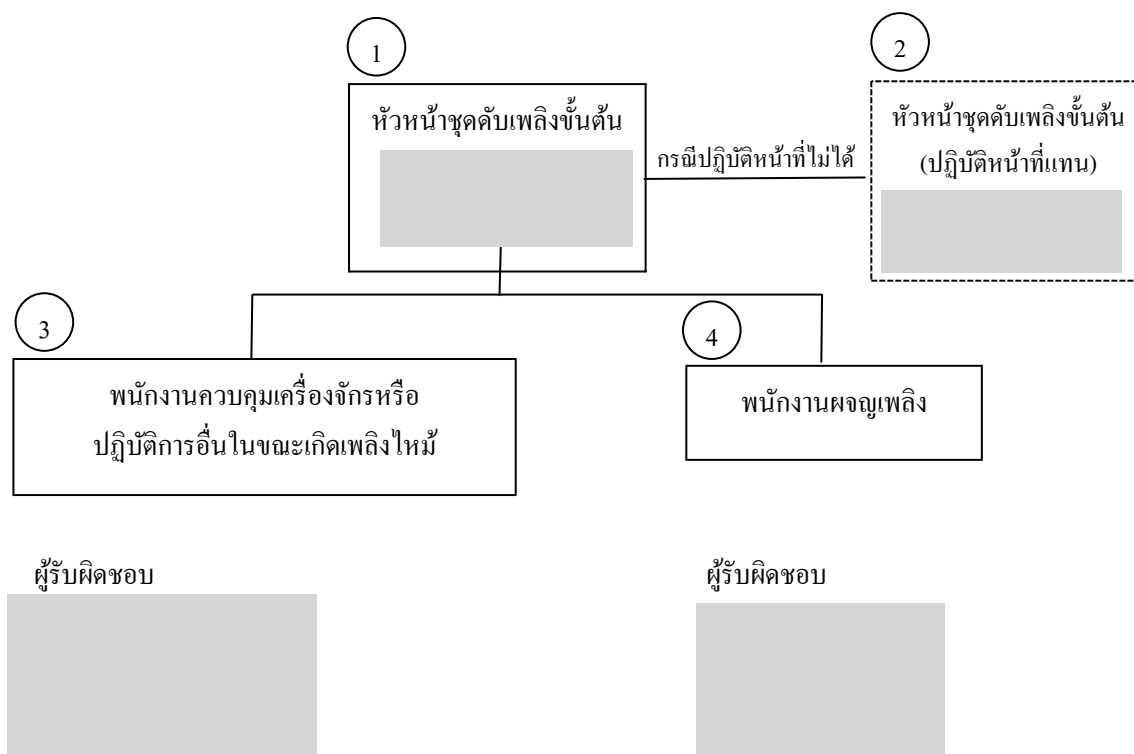 1
หัวหน้าชุดดับเพลิงขั้นต้น
กรณีปฏิบัติหน้าที่ไม่ได้
2
หัวหน้าชุดดับเพลิงขั้นต้น
(ปฏิบัติหน้าที่แทน)
3
พนักงานควบคุมเครื่องจักรหรือ
ปฏิบัติการอื่นในขณะเกิดเพลิงไหม้
4
พนักงานผจญเพลิง
ผู้รับผิดชอบ
ผู้รับผิดชอบ